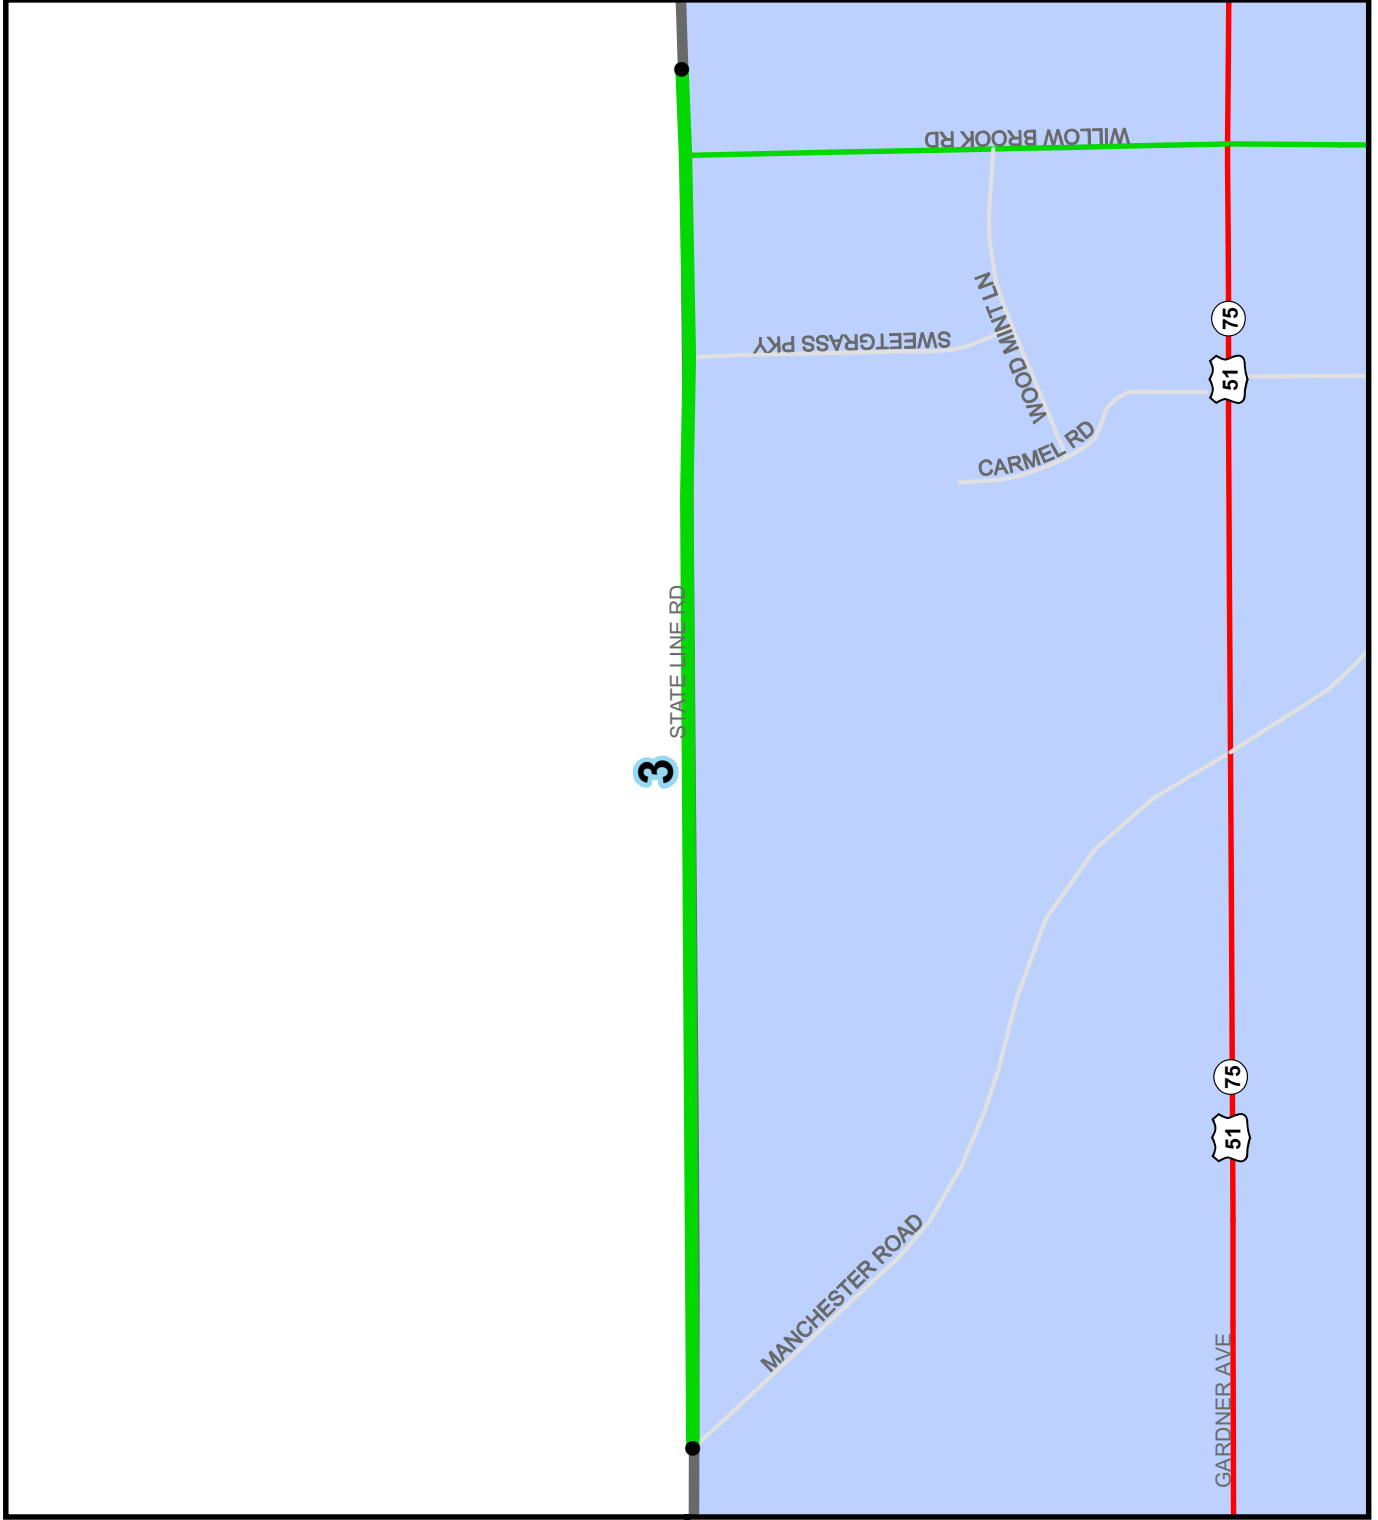 WILLOW BROOK RD
75
SWEETGRASS PKY
WOOD MINT LN
51
CARMEL RD
STATE LINE RD
3
75
51
MANCHESTER ROAD
GARDNER AVE